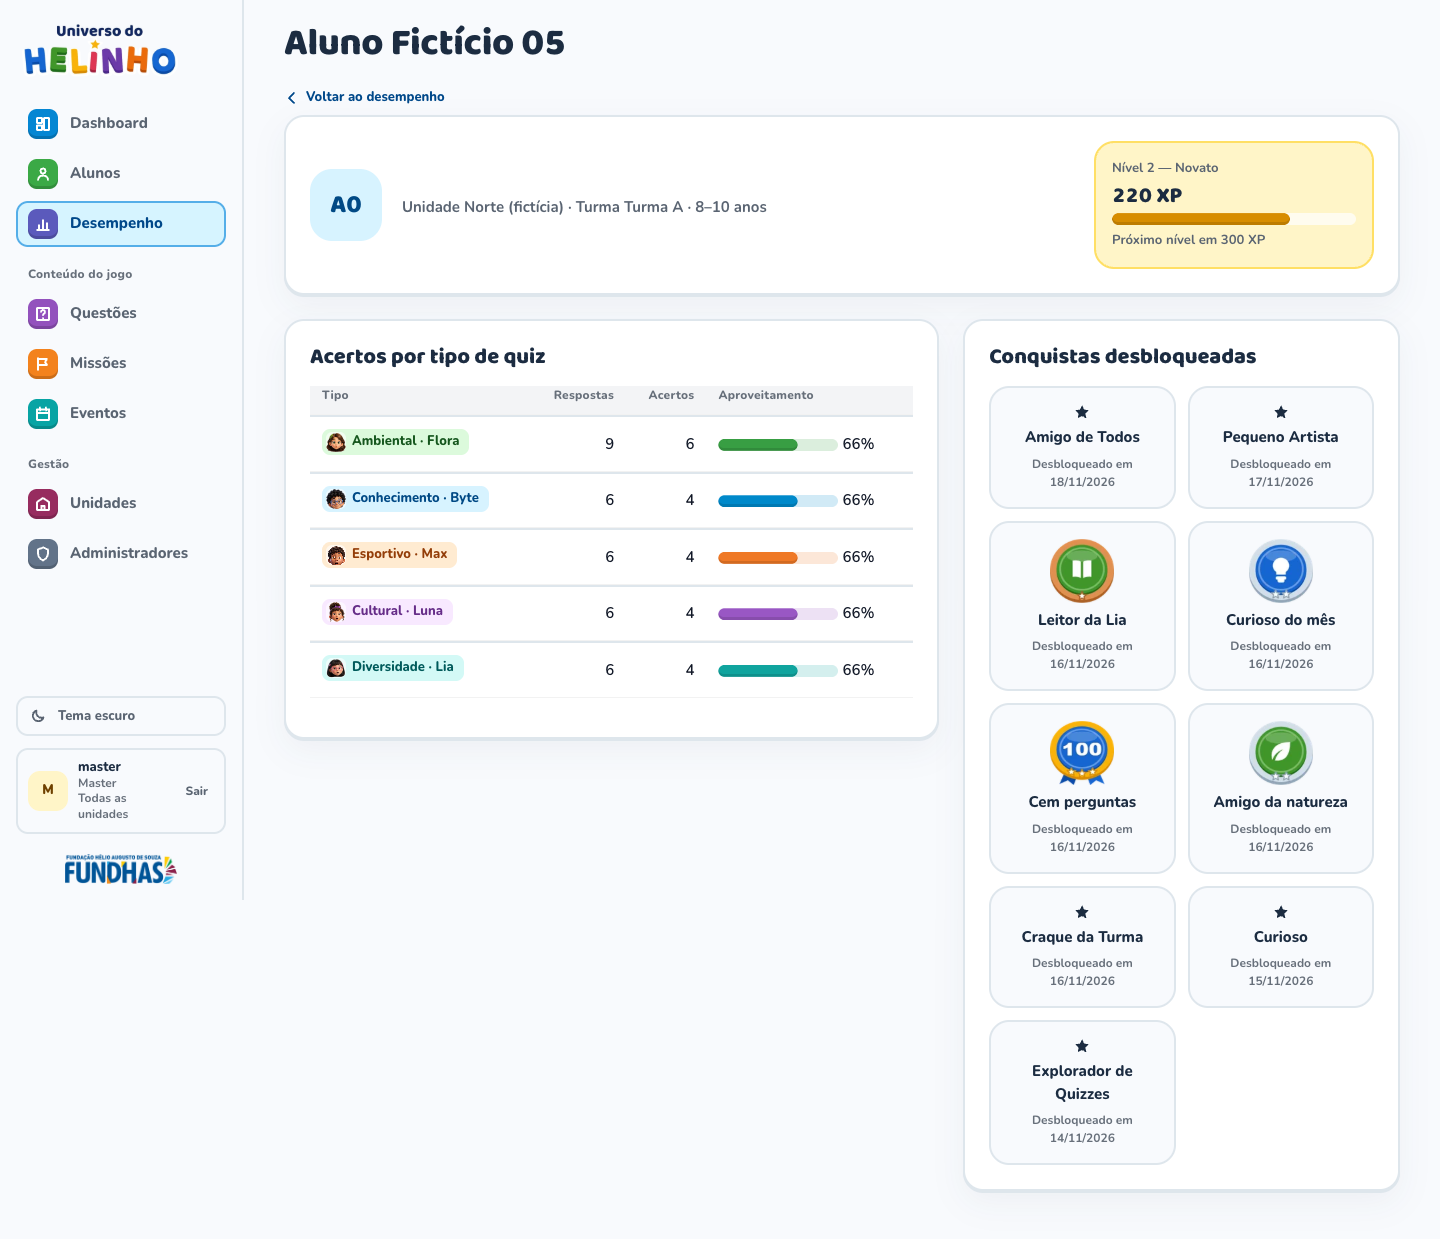 Universo do
HELINHO
Dashboard
Alunos
Desempenho
Conteúdo do jogo
Questões
Missões
Eventos
Gestão
Unidades
Administradores
Tema escuro
M
master
Master
Todas as
unidades
Sair
FUNDAÇÃO HÉLIO AUGUSTO DE SOUZA
FUNDHAS
Aluno Fictício 05
Voltar ao desempenho
A0
Unidade Norte (fictícia) · Turma Turma A · 8–10 anos
Nível 2 — Novato
220 XP
Próximo nível em 300 XP
Acertos por tipo de quiz
Tipo Respostas Acertos Aproveitamento
Ambiental · Flora 9 6 66%
Conhecimento · Byte 6 4 66%
Esportivo · Max 6 4 66%
Cultural · Luna 6 4 66%
Diversidade · Lia 6 4 66%
Conquistas desbloqueadas
Amigo de Todos
Desbloqueado em
18/11/2026
Pequeno Artista
Desbloqueado em
17/11/2026
Leitor da Lia
Desbloqueado em
16/11/2026
Curioso do mês
Desbloqueado em
16/11/2026
100
Cem perguntas
Desbloqueado em
16/11/2026
Amigo da natureza
Desbloqueado em
16/11/2026
Craque da Turma
Desbloqueado em
16/11/2026
Curioso
Desbloqueado em
15/11/2026
Explorador de
Quizzes
Desbloqueado em
14/11/2026